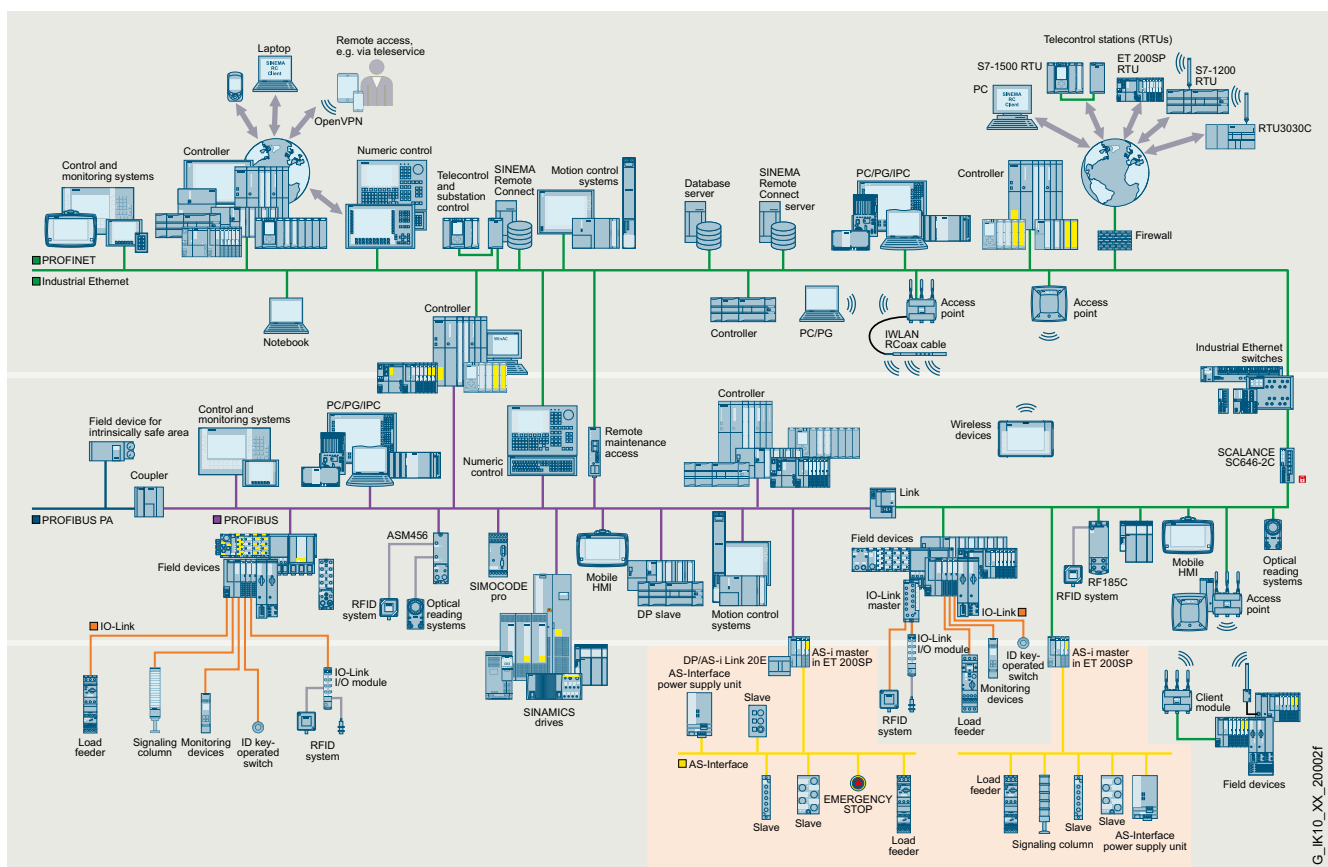 Laptop
SINEMA
RC
Client
Remote access,
e.g. via teleservice
OpenVPN
Telecontrol stations (RTUs)
S7-1500 RTU
ET 200SP
RTU
S7-1200
RTU
PC
SINEMA
RC
Client
RTU3030C
Control and
monitoring systems
Controller
Numeric control
Telecontrol
and
substation
control
SINEMA
Remote
Connect
Motion control
systems
Database
server
SINEMA
Remote
Connect
server
PC/PG/IPC
Controller
Firewall
PROFINET
Industrial Ethernet
Notebook
Controller
WinAC
Controller
PC/PG
Access
point
IWLAN
RCoax cable
Access
point
Industrial Ethernet
switches
Field device for
intrinsically safe area
Control and
monitoring systems
PC/PG/IPC
Numeric
control
Remote
maintenance
access
Controller
Wireless
devices
SCALANCE
SC646-2C
Coupler
Link
PROFIBUS PA
PROFIBUS
Field devices
ASM456
RFID
system
Optical
reading
systems
SIMOCODE
pro
Mobile
HMI
DP slave
Motion control
systems
Field devices
IO-Link
master
IO-Link
RF185C
RFID system
Mobile
HMI
Optical
reading
systems
Access
point
IO-Link
IO-Link
I/O module
Load
feeder
Signaling
column
Monitoring
devices
ID key-
operated
switch
RFID
system
SINAMICS
drives
DP/AS-i Link 20E
AS-i master
in ET 200SP
AS-Interface
power supply unit
Slave
IO-Link
I/O module
RFID
system
Load
feeder
Monitoring
devices
ID key-
operated
switch
AS-i master
in ET 200SP
Client
module
Field devices
AS-Interface
Slave
Slave
EMERGENCY
STOP
Load
feeder
Load
feeder
Signaling column
Slave
Slave
AS-Interface
power supply unit
G_IK10_XX_20002f